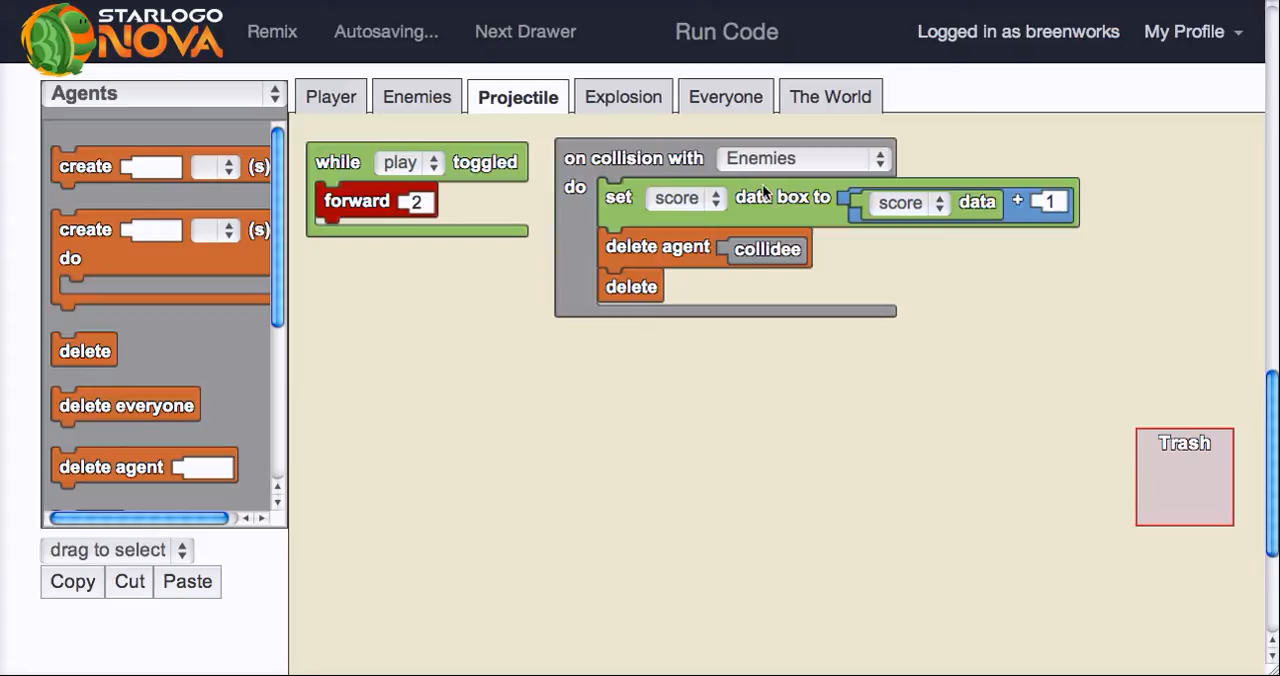 STARLOGO
NOVA
Remix
Autosaving...
Next Drawer
Run Code
Logged in as breenworks
My Profile
Agents
create (s)
create (s)
do
delete
delete everyone
delete agent
drag to select
Copy
Cut
Paste
Player
Enemies
Projectile
Explosion
Everyone
The World
while play toggled
forward 2
on collision with Enemies
do
set score data box to score data + 1
delete agent collidee
delete
Trash